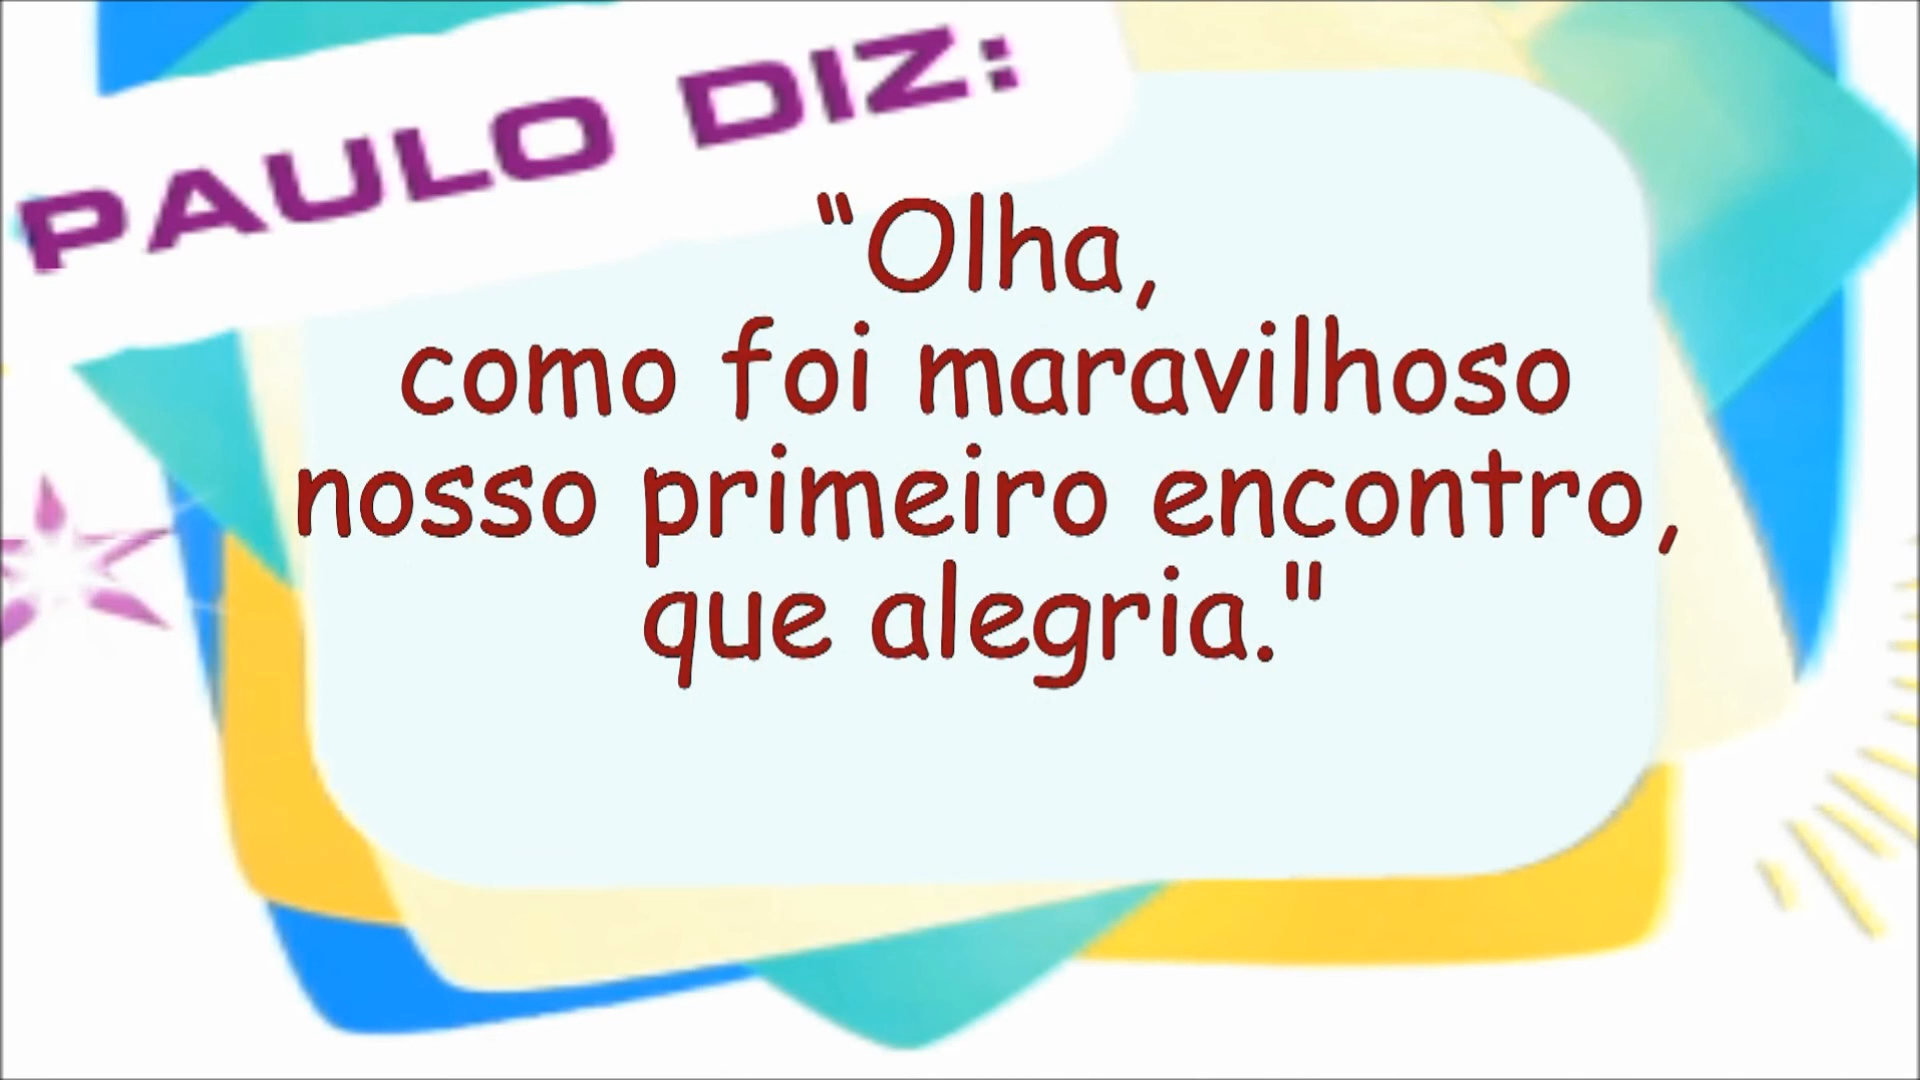 PAULO DIZ:
“Olha,
como foi maravilhoso
nosso primeiro encontro,
que alegria."